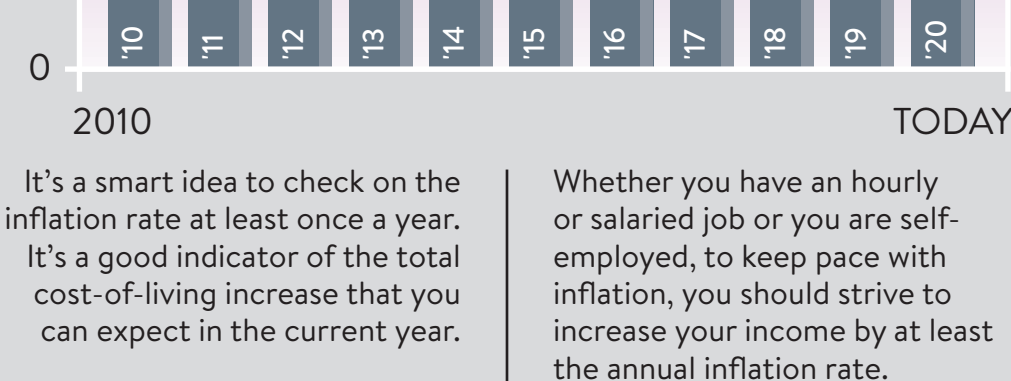 '10 '11 '12 '13 '14 '15 '16 '17 '18 '19 '20
0
2010 TODAY
It's a smart idea to check on the
inflation rate at least once a year.
It's a good indicator of the total
cost-of-living increase that you
can expect in the current year.
Whether you have an hourly
or salaried job or you are self-
employed, to keep pace with
inflation, you should strive to
increase your income by at least
the annual inflation rate.